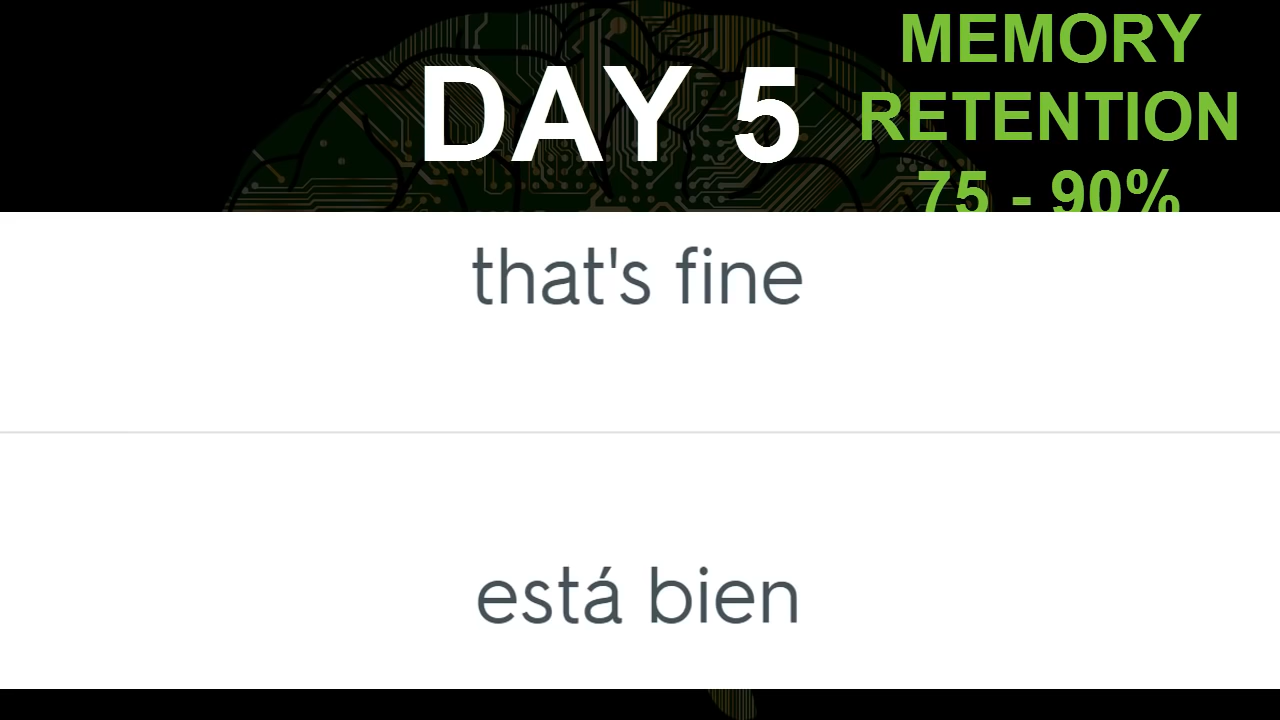 DAY 5
MEMORY
RETENTION
75 - 90%
that's fine
está bien